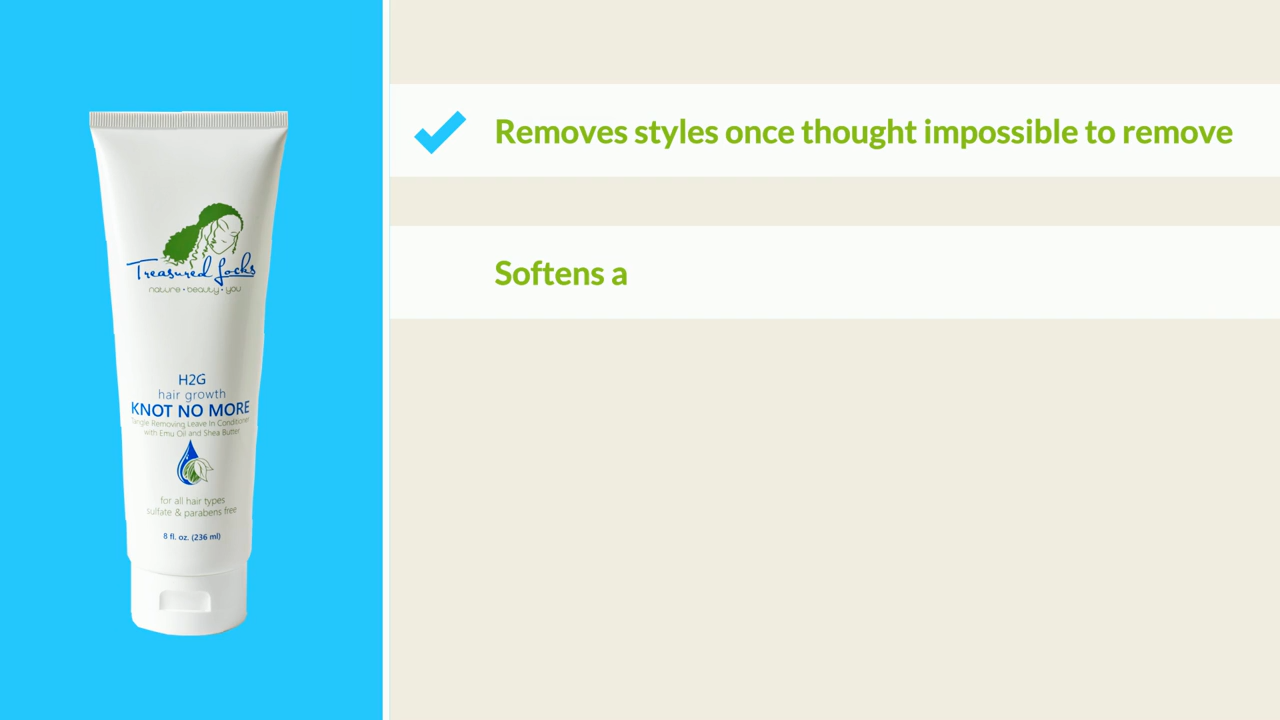 Removes styles once thought impossible to remove
Softens a
Treasured Locks
nature • beauty • you
H2G
hair growth
KNOT NO MORE
Tangle Removing Leave In Conditioner
with Emu Oil and Shea Butter
for all hair types
sulfate & parabens free
8 fl. oz. (236 ml)